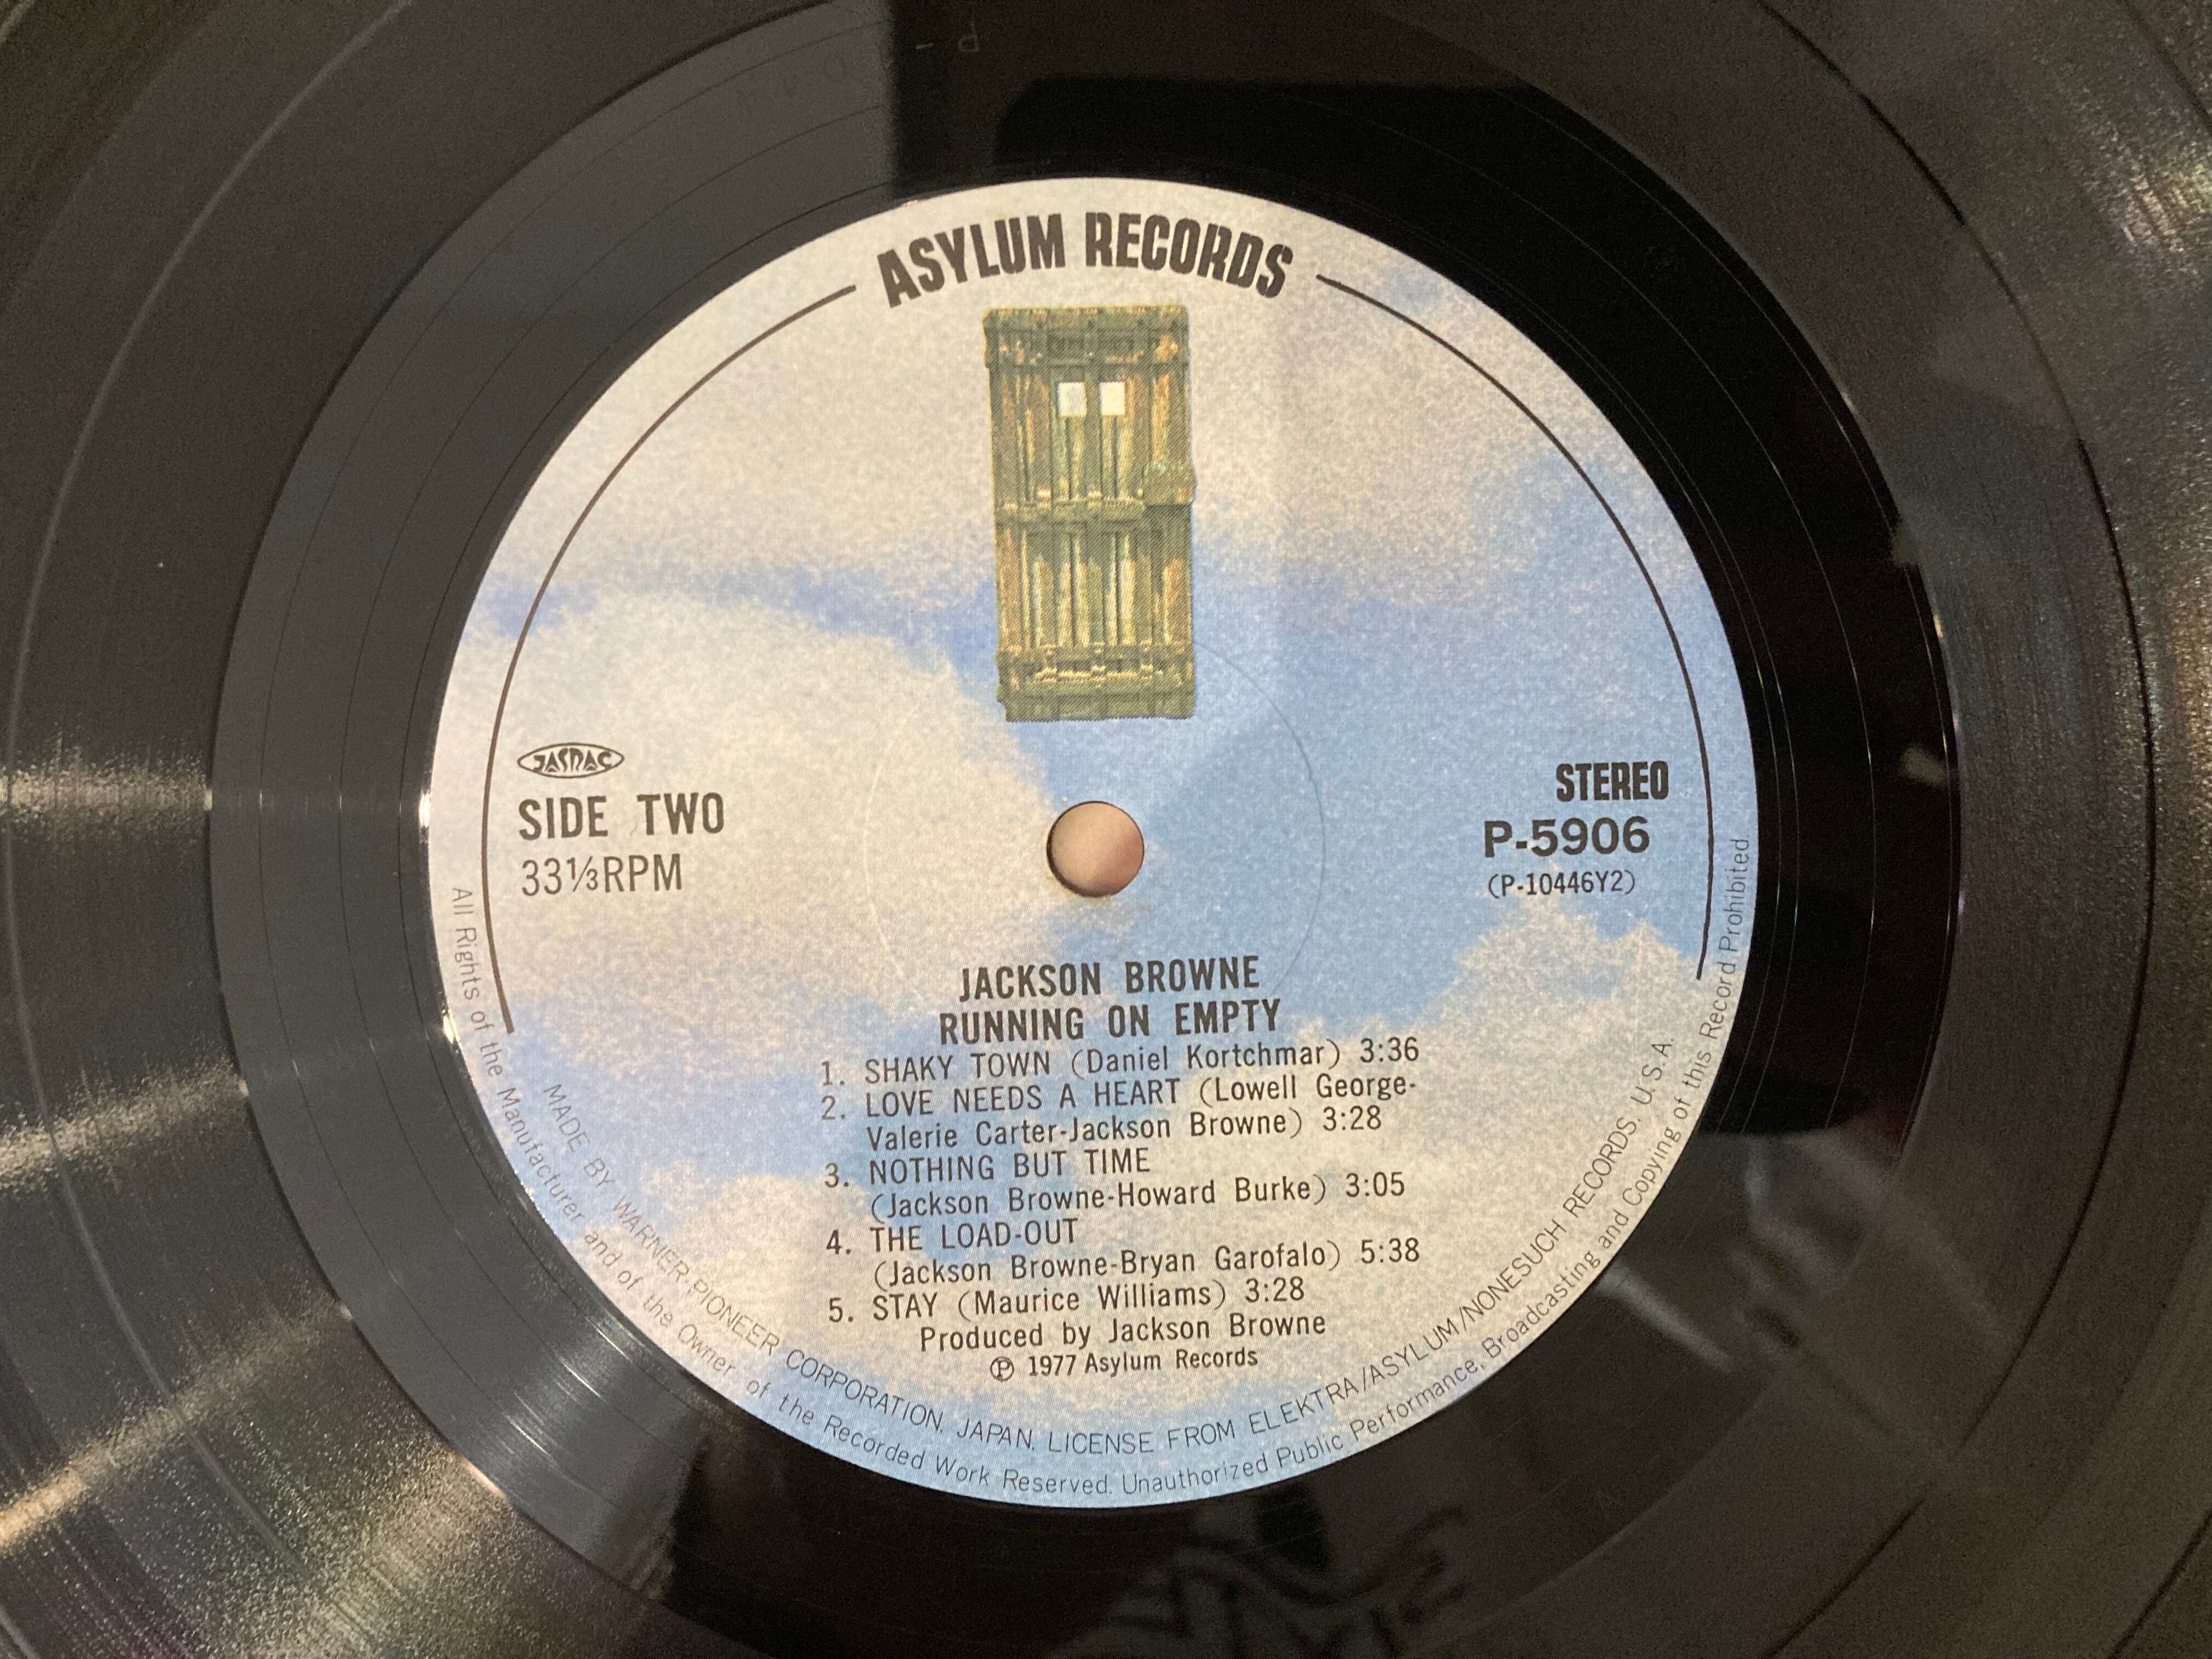 ASYLUM RECORDS
JASRAC
SIDE TWO
33⅓RPM
STEREO
P-5906
(P-10446Y2)
JACKSON BROWNE
RUNNING ON EMPTY
1. SHAKY TOWN (Daniel Kortchmar) 3:36
2. LOVE NEEDS A HEART (Lowell George-
Valerie Carter-Jackson Browne) 3:28
3. NOTHING BUT TIME
(Jackson Browne-Howard Burke) 3:05
4. THE LOAD-OUT
(Jackson Browne-Bryan Garofalo) 5:38
5. STAY (Maurice Williams) 3:28
Produced by Jackson Browne
Ⓟ 1977 Asylum Records
MADE BY WARNER-PIONEER CORPORATION, JAPAN. LICENSE FROM ELEKTRA/ASYLUM/NONESUCH RECORDS. U.S.A.
All Rights of the Manufacturer and of the Owner of the Recorded Work Reserved. Unauthorized Public Performance, Broadcasting and Copying of this Record Prohibited.